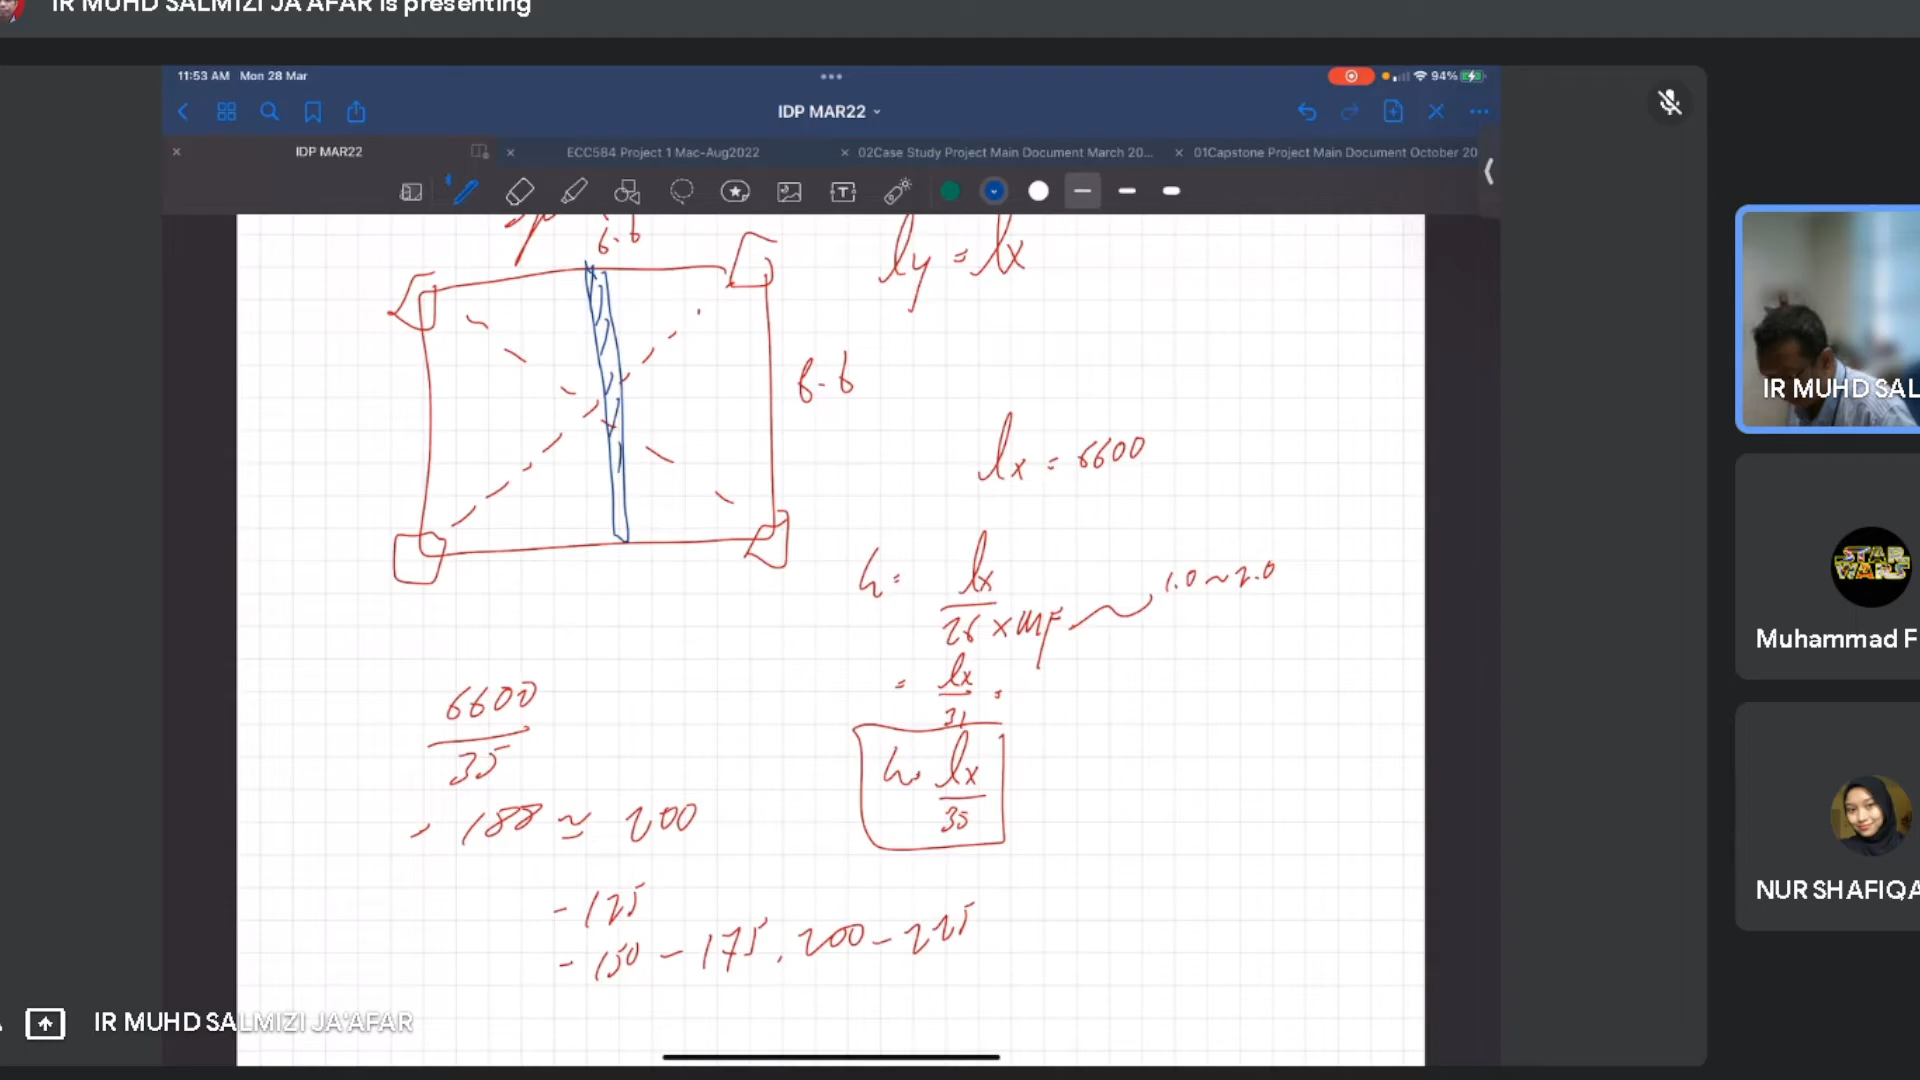 IR MUHD SALMIZI JA'AFAR is presenting
11:53 AM Mon 28 Mar
94%
IDP MAR22
IDP MAR22
ECC584 Project 1 Mac-Aug2022
02Case Study Project Main Document March 20...
01Capstone Project Main Document October 20
6.6
ly = lx
6.6
lx = 6600
h = lx
26 x MF
1.0 ~ 2.0
= lx
31
h = lx
35
6600
35
= 188 ≈ 200
- 125
- 150 - 175, 200 - 225
IR MUHD SAL
STAR WARS
Muhammad F
NUR SHAFIQA
IR MUHD SALMIZI JA'AFAR